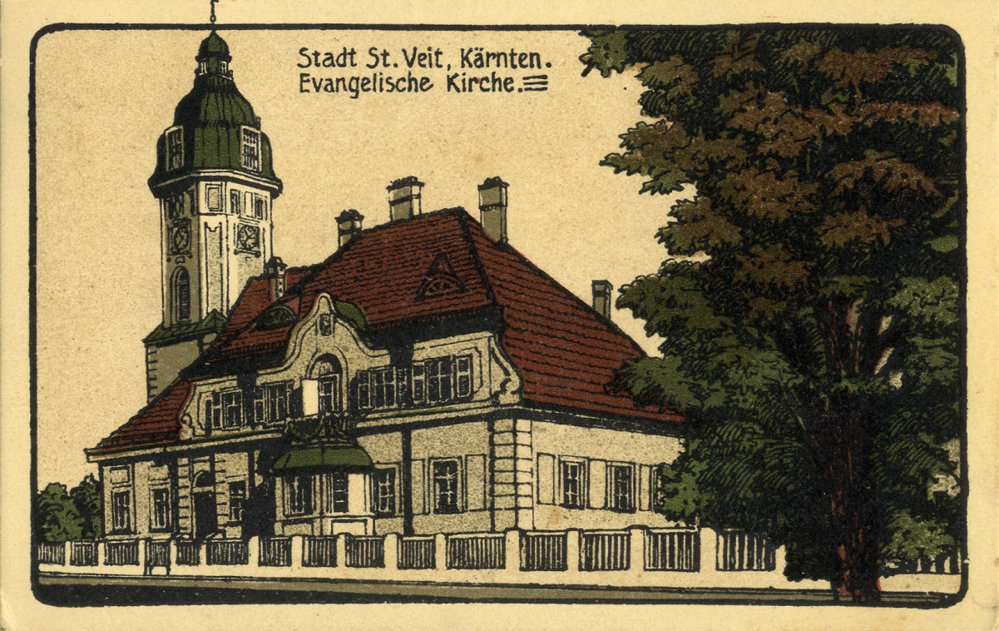 Stadt St. Veit, Kärnten.
Evangelische Kirche.